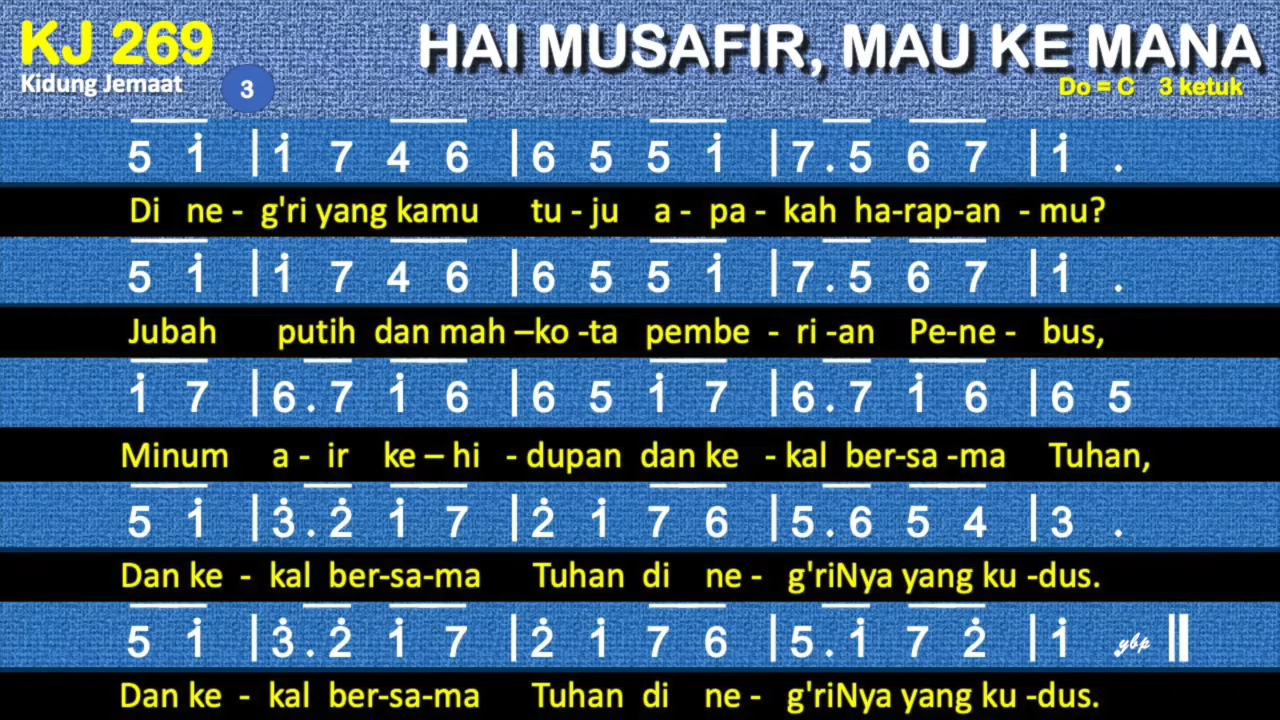 KJ 269
HAI MUSAFIR, MAU KE MANA
Kidung Jemaat
3
Do = C 3 ketuk
5 1̇ | 1̇ 7 4 6 | 6 5 5 1̇ | 7 . 5 6 7 | 1̇ .
Di ne - g'ri yang kamu tu - ju a - pa - kah ha-rap-an - mu?
5 1̇ | 1̇ 7 4 6 | 6 5 5 1̇ | 7 . 5 6 7 | 1̇ .
Jubah putih dan mah –ko -ta pembe - ri -an Pe-ne - bus,
1̇ 7 | 6 . 7 1̇ 6 | 6 5 1̇ 7 | 6 . 7 1̇ 6 | 6 5
Minum a - ir ke – hi - dupan dan ke - kal ber-sa -ma Tuhan,
5 1̇ | 3̇ . 2̇ 1̇ 7 | 2̇ 1̇ 7 6 | 5 . 6 5 4 | 3 .
Dan ke - kal ber-sa-ma Tuhan di ne - g'riNya yang ku -dus.
5 1̇ | 3̇ . 2̇ 1̇ 7 | 2̇ 1̇ 7 6 | 5 . 1̇ 7 2̇ | 1̇ . ybp ||
Dan ke - kal ber-sa-ma Tuhan di ne - g'riNya yang ku -dus.